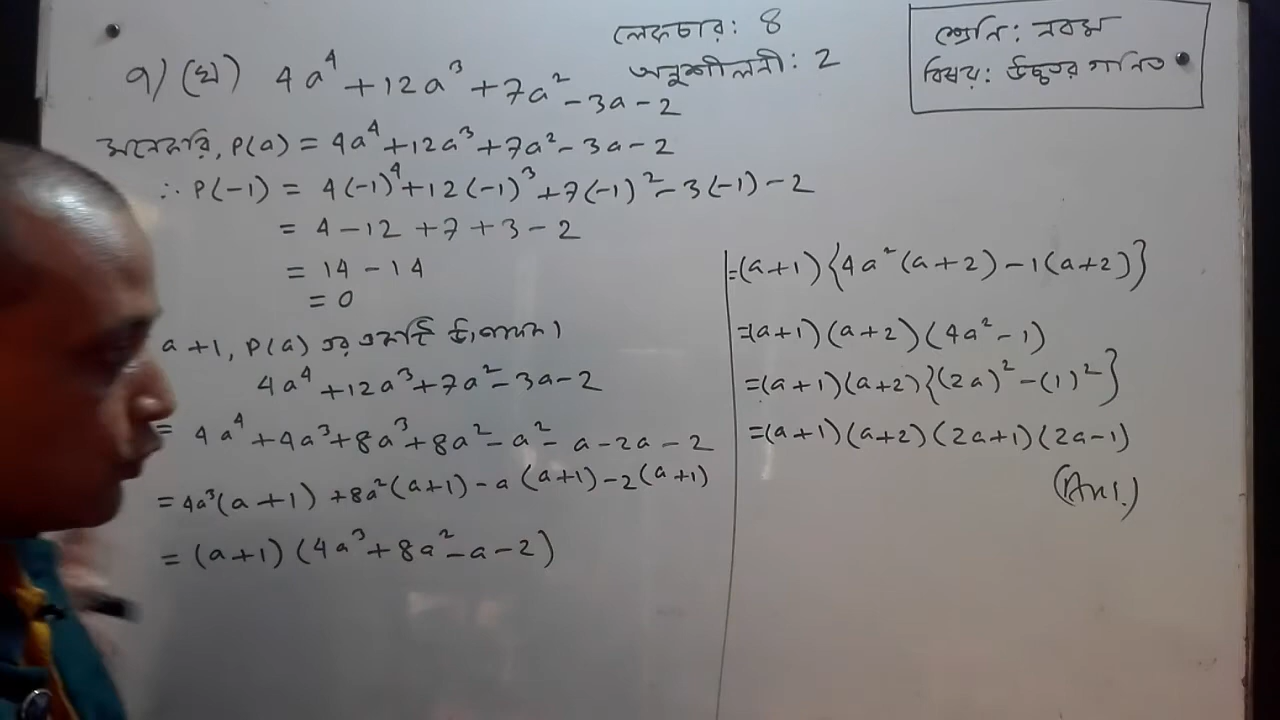 লেকচার: 8
অনুশীলনী: 2
শ্রেনি: নবম
বিষয়: উচ্চতর গনিত
৭) (ঘ) 4a⁴ + 12a³ + 7a² - 3a - 2
মনেকরি, P(a) = 4a⁴ + 12a³ + 7a² - 3a - 2
∴ P(-1) = 4(-1)⁴ + 12(-1)³ + 7(-1)² - 3(-1) - 2
= 4 - 12 + 7 + 3 - 2
= 14 - 14
= 0
a + 1, P(a) এর একটি উৎপাদক।
4a⁴ + 12a³ + 7a² - 3a - 2
= 4a⁴ + 4a³ + 8a³ + 8a² - a² - a - 2a - 2
= 4a³(a + 1) + 8a²(a + 1) - a(a + 1) - 2(a + 1)
= (a + 1)(4a³ + 8a² - a - 2)
= (a + 1){4a²(a + 2) - 1(a + 2)}
= (a + 1)(a + 2)(4a² - 1)
= (a + 1)(a + 2){(2a)² - (1)²}
= (a + 1)(a + 2)(2a + 1)(2a - 1)
(Ans.)